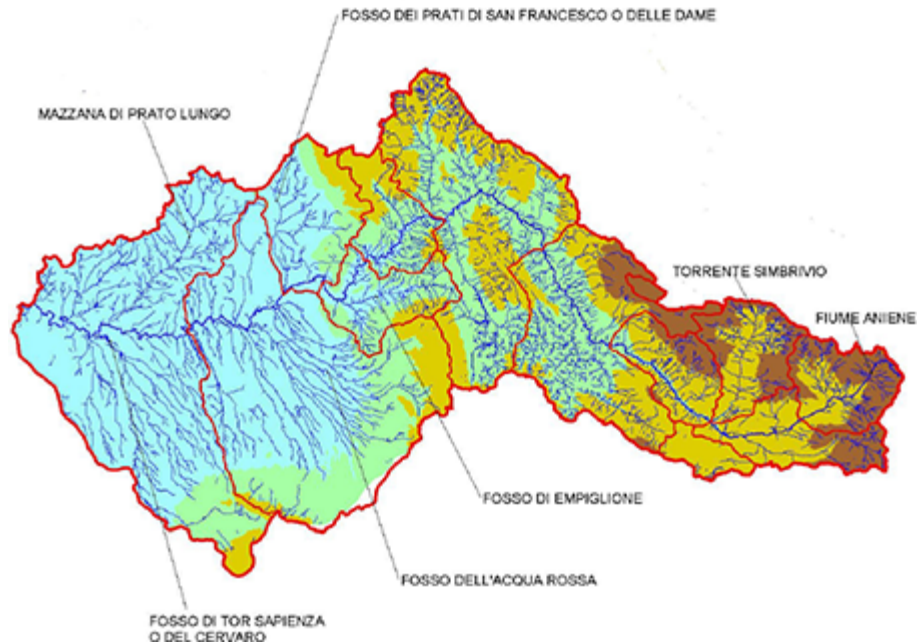 FOSSO DEI PRATI DI SAN FRANCESCO O DELLE DAME
MAZZANA DI PRATO LUNGO
TORRENTE SIMBRIVIO
FIUME ANIENE
FOSSO DI EMPIGLIONE
FOSSO DELL'ACQUA ROSSA
FOSSO DI TOR SAPIENZA
O DEL CERVARO